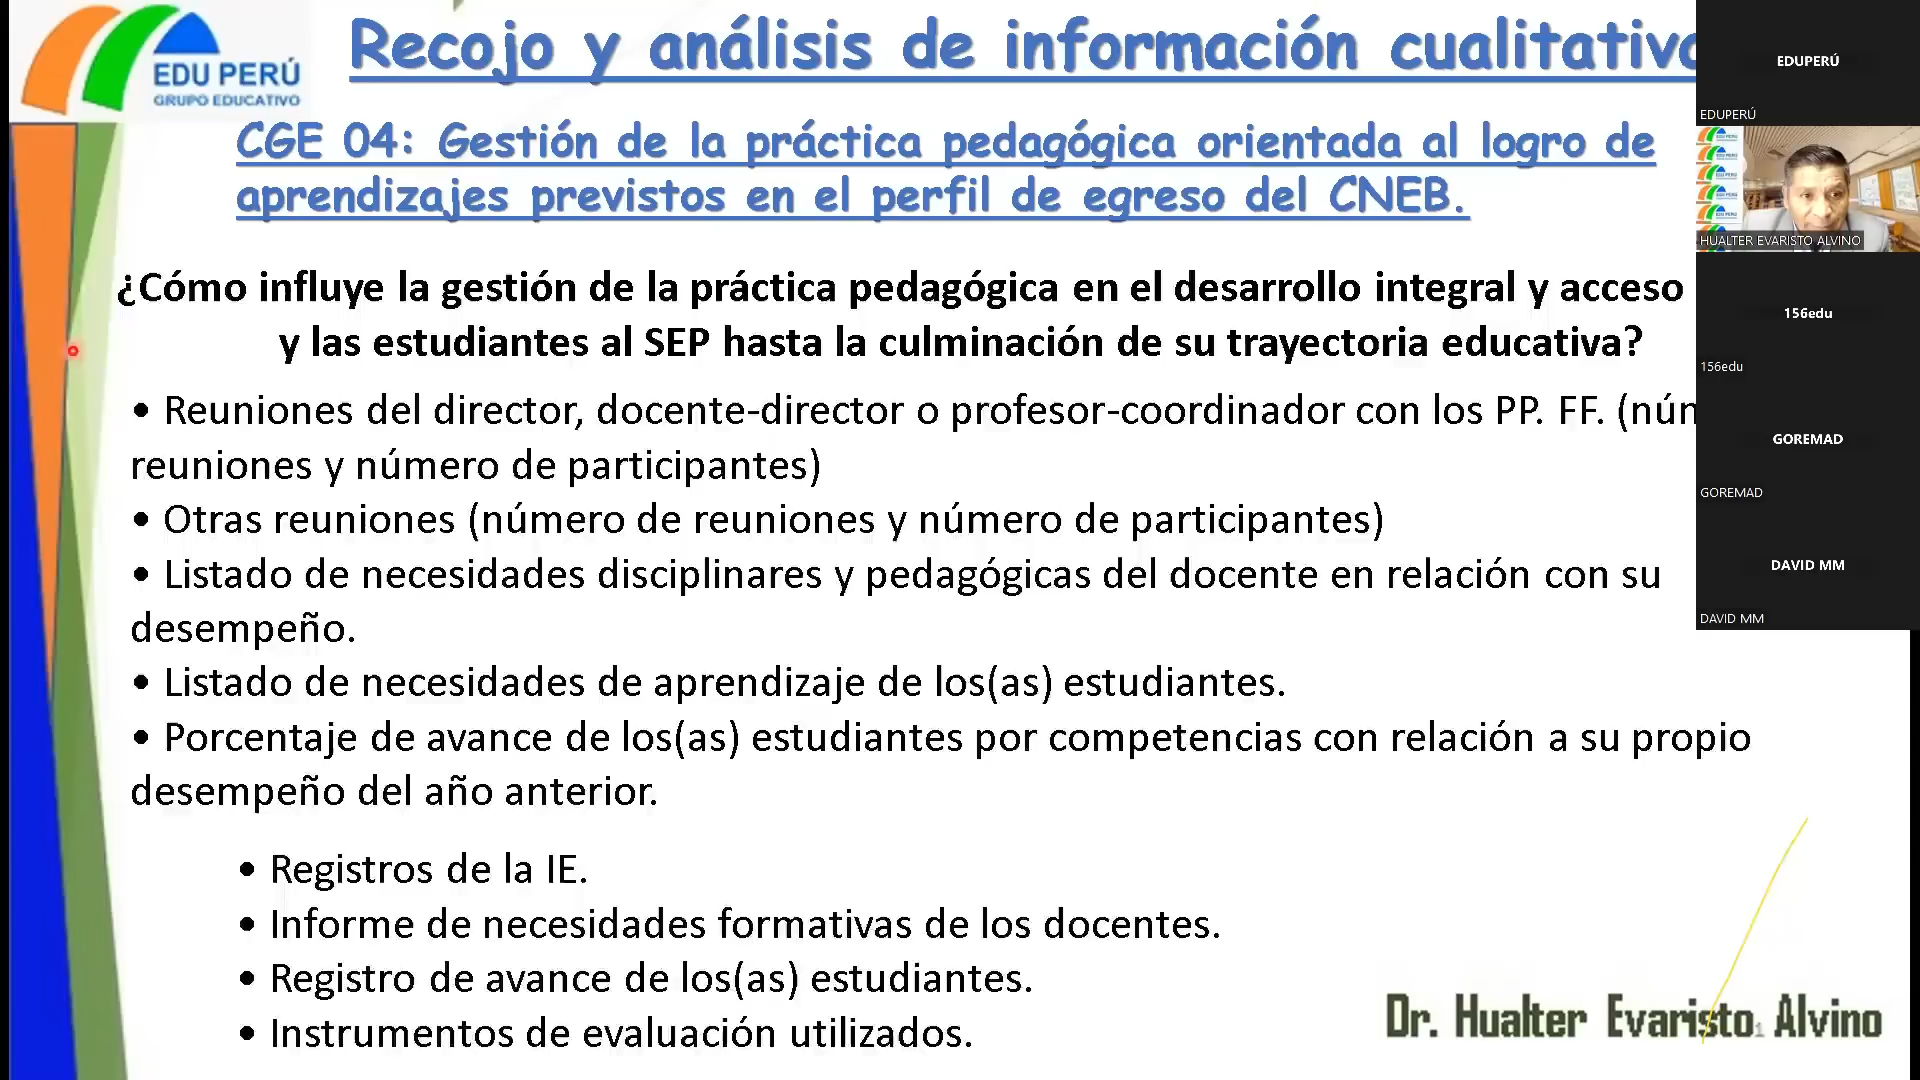 EDU PERÚ
GRUPO EDUCATIVO
Recojo y análisis de información cualitativa
CGE 04: Gestión de la práctica pedagógica orientada al logro de
aprendizajes previstos en el perfil de egreso del CNEB.
¿Cómo influye la gestión de la práctica pedagógica en el desarrollo integral y acceso
y las estudiantes al SEP hasta la culminación de su trayectoria educativa?
• Reuniones del director, docente-director o profesor-coordinador con los PP. FF. (núm
reuniones y número de participantes)
• Otras reuniones (número de reuniones y número de participantes)
• Listado de necesidades disciplinares y pedagógicas del docente en relación con su
desempeño.
• Listado de necesidades de aprendizaje de los(as) estudiantes.
• Porcentaje de avance de los(as) estudiantes por competencias con relación a su propio
desempeño del año anterior.
• Registros de la IE.
• Informe de necesidades formativas de los docentes.
• Registro de avance de los(as) estudiantes.
• Instrumentos de evaluación utilizados.
Dr. Hualter Evaristo Alvino
EDUPERÚ
EDUPERÚ
HUALTER EVARISTO ALVINO
156edu
156edu
GOREMAD
GOREMAD
DAVID MM
DAVID MM